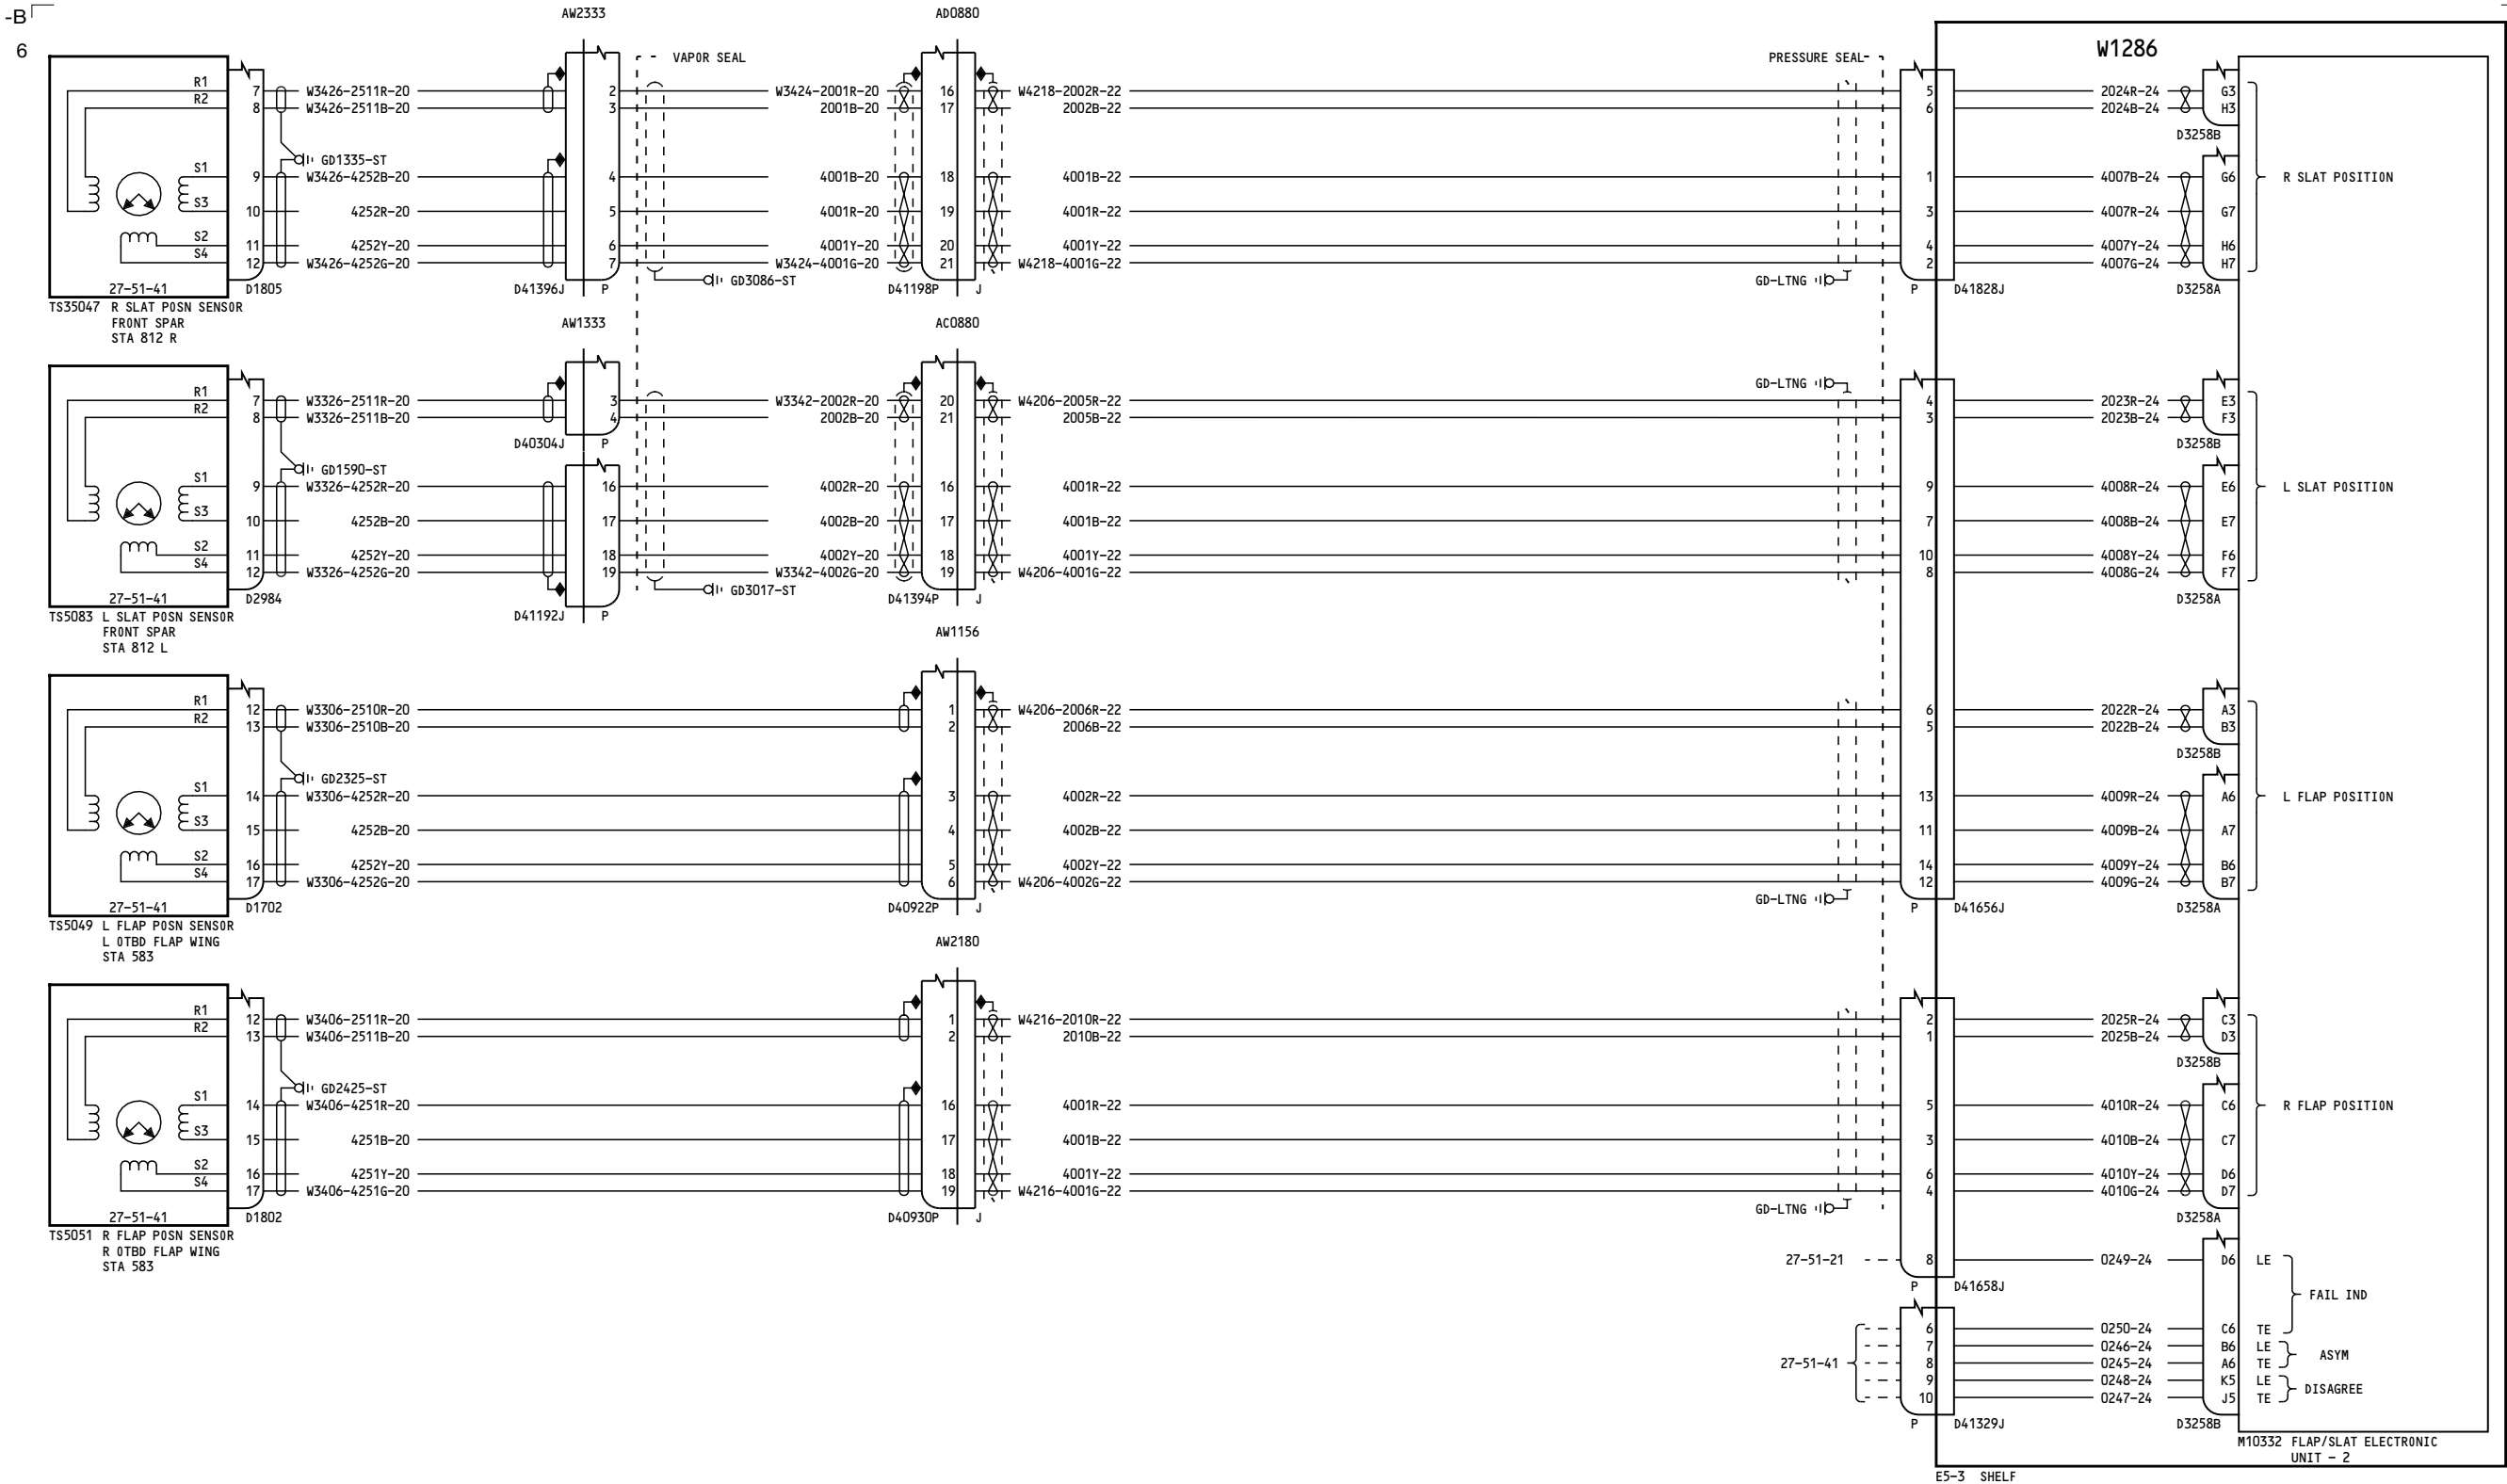 -B
6
AW2333
AD0880
VAPOR SEAL
PRESSURE SEAL
W1286
R1 7 W3426-2511R-20 2 W3424-2001R-20 16 W4218-2002R-22 5 2024R-24 G3
R2 8 W3426-2511B-20 3 2001B-20 17 2002B-22 6 2024B-24 H3
D3258B
GD1335-ST
S1 9 W3426-4252B-20 4 4001B-20 18 4001B-22 1 4007B-24 G6 R SLAT POSITION
S3 10 4252R-20 5 4001R-20 19 4001R-22 3 4007R-24 G7
S2 11 4252Y-20 6 4001Y-20 20 4001Y-22 4 4007Y-24 H6
S4 12 W3426-4252G-20 7 W3424-4001G-20 21 W4218-4001G-22 2 4007G-24 H7
GD3086-ST GD-LTNG
27-51-41 D1805 D41396J P D41198P J P D41828J D3258A
TS35047 R SLAT POSN SENSOR
FRONT SPAR
STA 812 R
AW1333
AC0880
GD-LTNG
R1 7 W3326-2511R-20 3 W3342-2002R-20 20 W4206-2005R-22 4 2023R-24 E3
R2 8 W3326-2511B-20 4 2002B-20 21 2005B-22 3 2023B-24 F3
D40304J P D3258B
GD1590-ST
S1 9 W3326-4252R-20 16 4002R-20 16 4001R-22 9 4008R-24 E6 L SLAT POSITION
S3 10 4252B-20 17 4002B-20 17 4001B-22 7 4008B-24 E7
S2 11 4252Y-20 18 4002Y-20 18 4001Y-22 10 4008Y-24 F6
S4 12 W3326-4252G-20 19 W3342-4002G-20 19 W4206-4001G-22 8 4008G-24 F7
GD3017-ST
27-51-41 D2984 D41192J P D41394P J D3258A
TS5083 L SLAT POSN SENSOR
FRONT SPAR
STA 812 L
AW1156
R1 12 W3306-2510R-20 1 W4206-2006R-22 6 2022R-24 A3
R2 13 W3306-2510B-20 2 2006B-22 5 2022B-24 B3
D3258B
GD2325-ST
S1 14 W3306-4252R-20 3 4002R-22 13 4009R-24 A6 L FLAP POSITION
S3 15 4252B-20 4 4002B-22 11 4009B-24 A7
S2 16 4252Y-20 5 4002Y-22 14 4009Y-24 B6
S4 17 W3306-4252G-20 6 W4206-4002G-22 12 4009G-24 B7
GD-LTNG
27-51-41 D1702 D40922P J P D41656J D3258A
TS5049 L FLAP POSN SENSOR
L OTBD FLAP WING
STA 583
AW2180
R1 12 W3406-2511R-20 1 W4216-2010R-22 2 2025R-24 C3
R2 13 W3406-2511B-20 2 2010B-22 1 2025B-24 D3
D3258B
GD2425-ST
S1 14 W3406-4251R-20 16 4001R-22 5 4010R-24 C6 R FLAP POSITION
S3 15 4251B-20 17 4001B-22 3 4010B-24 C7
S2 16 4251Y-20 18 4001Y-22 6 4010Y-24 D6
S4 17 W3406-4251G-20 19 W4216-4001G-22 4 4010G-24 D7
GD-LTNG
27-51-41 D1802 D40930P J D3258A
TS5051 R FLAP POSN SENSOR
R OTBD FLAP WING
STA 583
27-51-21 8 0249-24 D6 LE
P D41658J
FAIL IND
6 0250-24 C6 TE
7 0246-24 B6 LE
ASYM
27-51-41 8 0245-24 A6 TE
9 0248-24 K5 LE
DISAGREE
10 0247-24 J5 TE
P D41329J D3258B
M10332 FLAP/SLAT ELECTRONIC
UNIT - 2
E5-3 SHELF